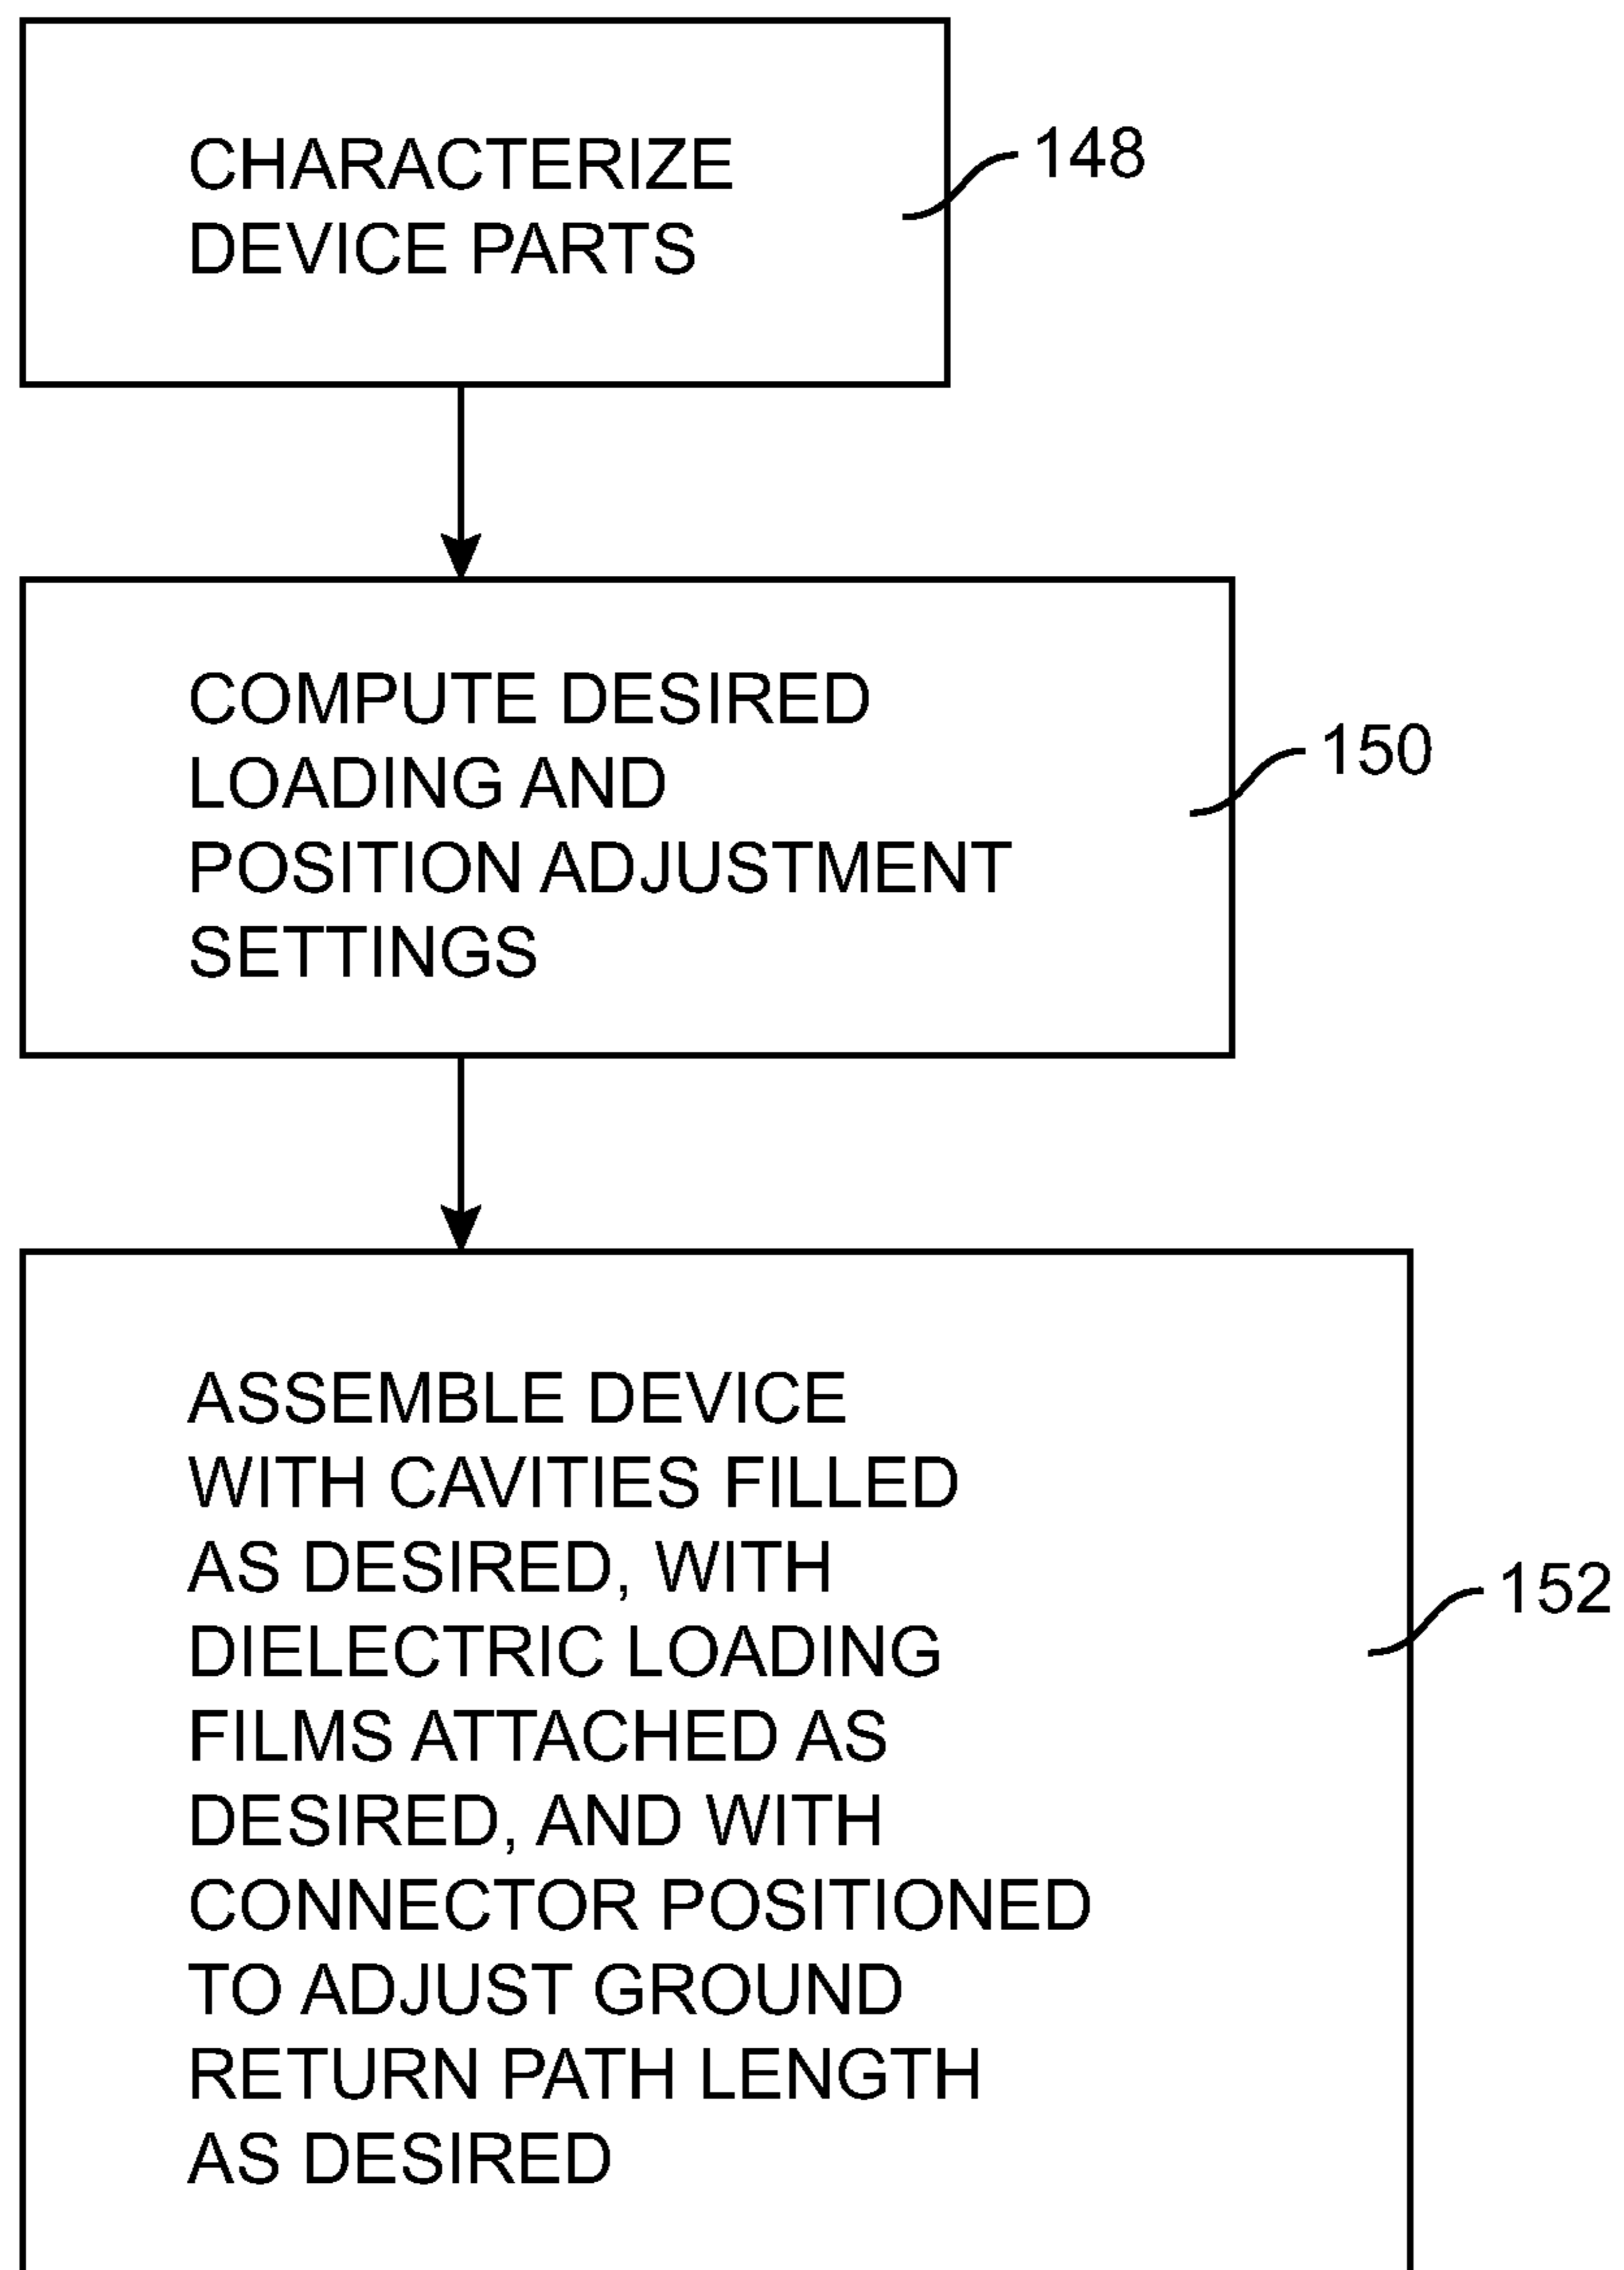 CHARACTERIZE
DEVICE PARTS
148
COMPUTE DESIRED
LOADING AND
POSITION ADJUSTMENT
SETTINGS
150
ASSEMBLE DEVICE
WITH CAVITIES FILLED
AS DESIRED, WITH
DIELECTRIC LOADING
FILMS ATTACHED AS
DESIRED, AND WITH
CONNECTOR POSITIONED
TO ADJUST GROUND
RETURN PATH LENGTH
AS DESIRED
152